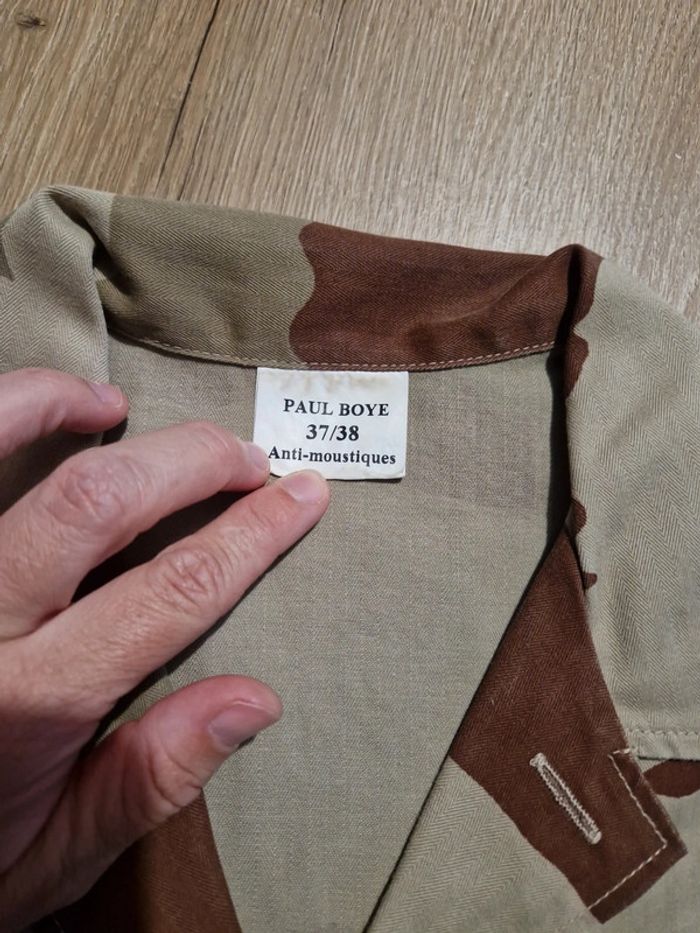 PAUL BOYE
37/38
Anti-moustiques